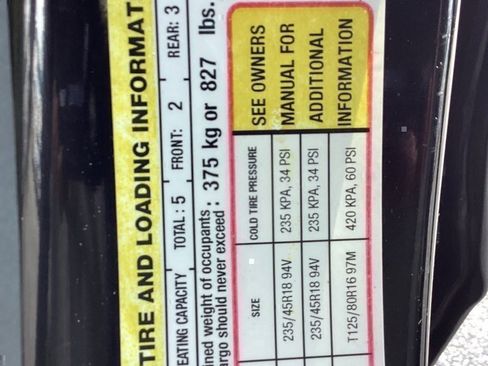 TIRE AND LOADING INFORMAT
EATING CAPACITY TOTAL: 5 FRONT: 2 REAR: 3
ined weight of occupants
argo should never exceed : 375 kg or 827 lbs.
SIZE COLD TIRE PRESSURE
235/45R18 94V 235 KPA, 34 PSI
235/45R18 94V 235 KPA, 34 PSI
T125/80R16 97M 420 KPA, 60 PSI
SEE OWNERS
MANUAL FOR
ADDITIONAL
INFORMATION